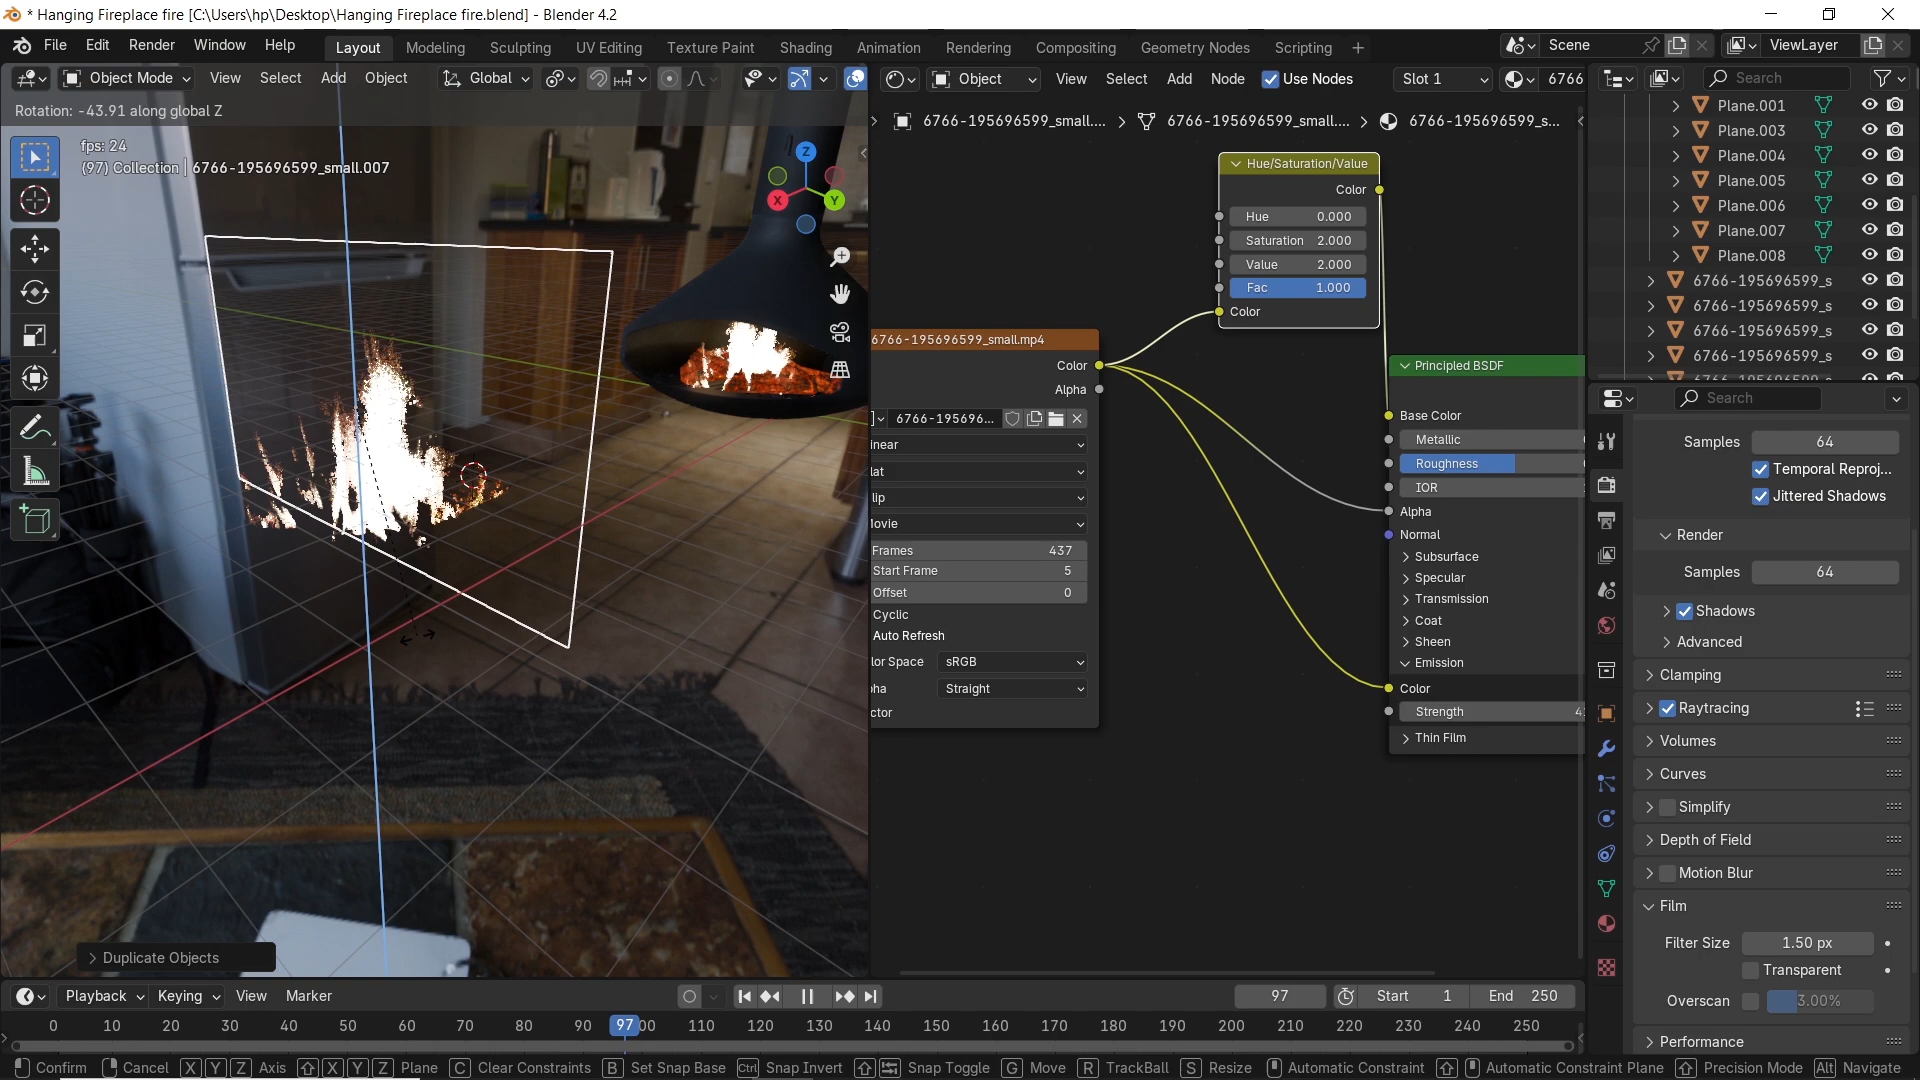 * Hanging Fireplace fire [C:\Users\hp\Desktop\Hanging Fireplace fire.blend] - Blender 4.2
File Edit Render Window Help
Layout Modeling Sculpting UV Editing Texture Paint Shading Animation Rendering Compositing Geometry Nodes Scripting
Scene
ViewLayer
Object Mode View Select Add Object Global
Object View Select Add Node Use Nodes Slot 1 6766
Search
Rotation: -43.91 along global Z
fps: 24
(97) Collection | 6766-195696599_small.007
6766-195696599_small.... 6766-195696599_small.... 6766-195696599_s...
Z
X
Y
Hue/Saturation/Value
Color
Hue 0.000
Saturation 2.000
Value 2.000
Fac 1.000
Color
6766-195696599_small.mp4
Color
Alpha
6766-195696...
inear
lat
lip
Movie
Frames 437
Start Frame 5
Offset 0
Cyclic
Auto Refresh
lor Space sRGB
ha Straight
ctor
Principled BSDF
Base Color
Metallic
Roughness
IOR
Alpha
Normal
Subsurface
Specular
Transmission
Coat
Sheen
Emission
Color
Strength
Thin Film
Plane.001
Plane.003
Plane.004
Plane.005
Plane.006
Plane.007
Plane.008
6766-195696599_s
6766-195696599_s
6766-195696599_s
6766-195696599_s
Search
Samples 64
Temporal Reproj...
Jittered Shadows
Render
Samples 64
Shadows
Advanced
Clamping
Raytracing
Volumes
Curves
Simplify
Depth of Field
Motion Blur
Film
Filter Size 1.50 px
Transparent
Overscan 3.00%
Performance
Duplicate Objects
Playback Keying View Marker
97
Start 1 End 250
0 10 20 30 40 50 60 70 80 90 97 00 110 120 130 140 150 160 170 180 190 200 210 220 230 240 250
Confirm Cancel X Y Z Axis X Y Z Plane C Clear Constraints B Set Snap Base Ctrl Snap Invert Snap Toggle G Move R TrackBall S Resize Automatic Constraint Automatic Constraint Plane Precision Mode Alt Navigate